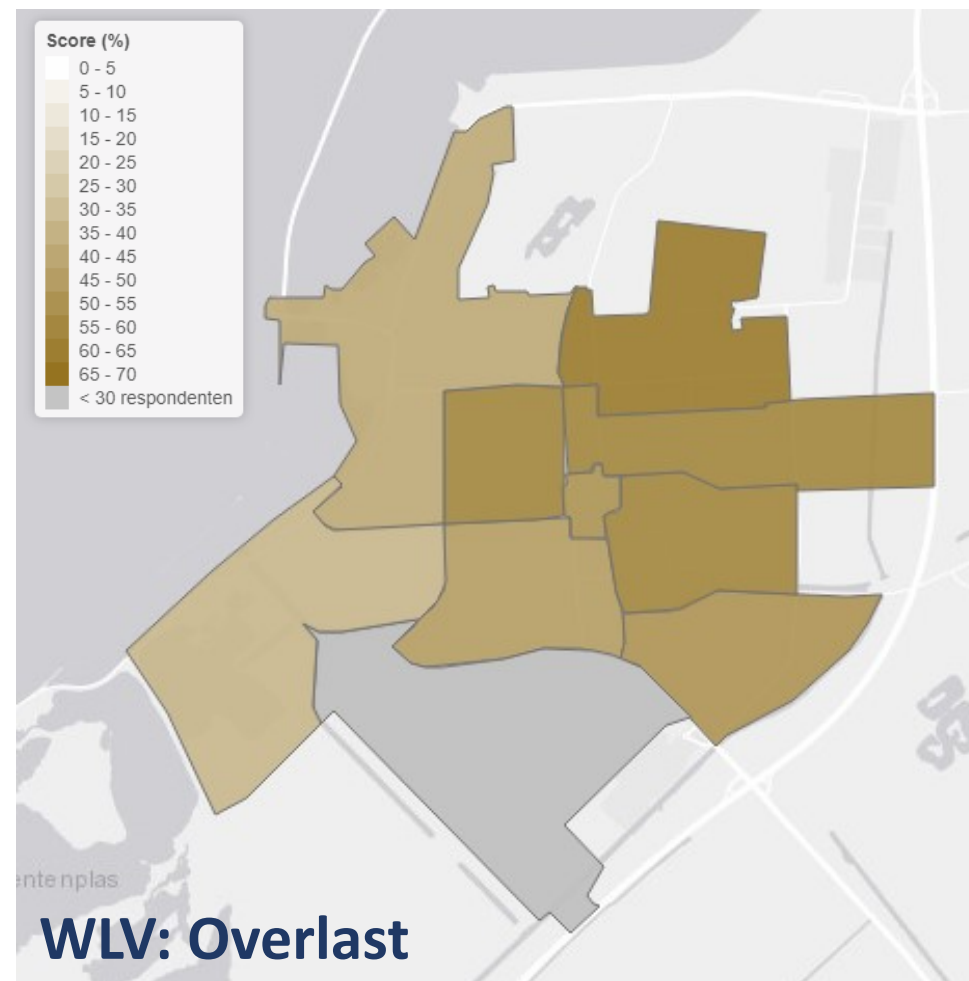 Score (%)
0 - 5
5 - 10
10 - 15
15 - 20
20 - 25
25 - 30
30 - 35
35 - 40
40 - 45
45 - 50
50 - 55
55 - 60
60 - 65
65 - 70
< 30 respondenten
entenplas
WLV: Overlast